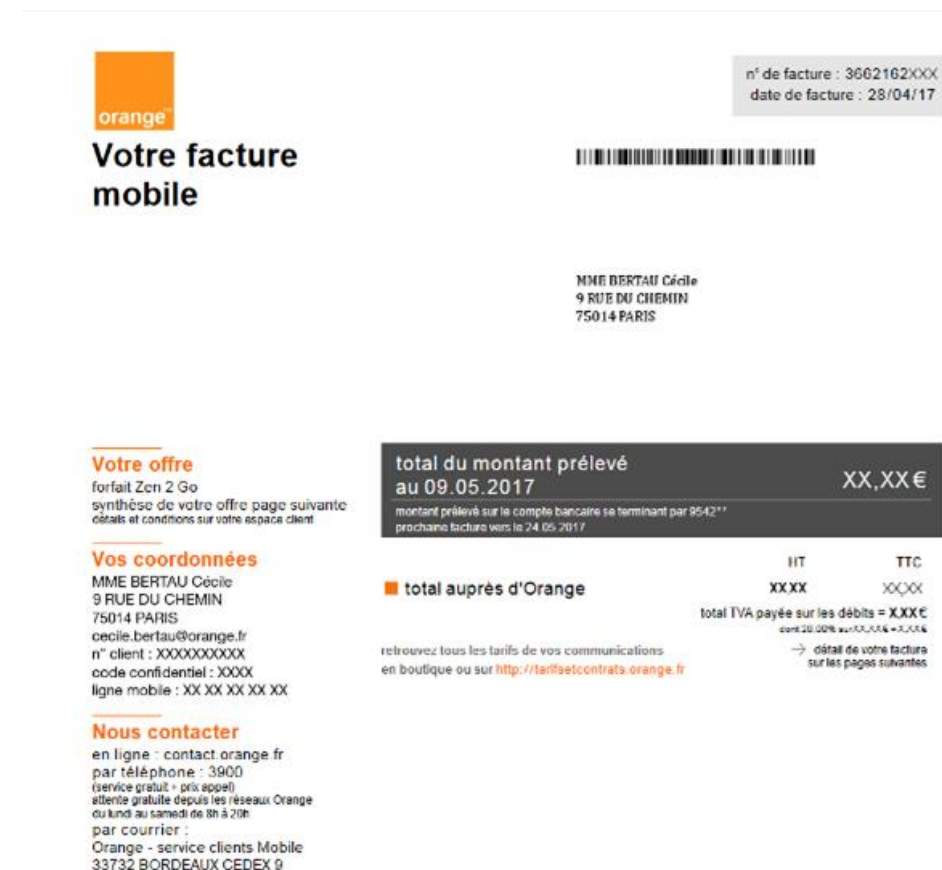 orange™
n° de facture : 3662162XXX
date de facture : 28/04/17
Votre facture
mobile
MME BERTAU Cécile
9 RUE DU CHEMIN
75014 PARIS
Votre offre
forfait Zen 2 Go
synthèse de votre offre page suivante
détails et conditions sur votre espace client
Vos coordonnées
MME BERTAU Cécile
9 RUE DU CHEMIN
75014 PARIS
cecile.bertau@orange.fr
n° client : XXXXXXXXXX
code confidentiel : XXXX
ligne mobile : XX XX XX XX XX
Nous contacter
en ligne : contact.orange.fr
par téléphone : 3900
(service gratuit + prix appel)
attente gratuite depuis les réseaux Orange
du lundi au samedi de 8h à 20h
par courrier :
Orange - service clients Mobile
33732 BORDEAUX CEDEX 9
total du montant prélevé
au 09.05.2017
XX,XX €
montant prélevé sur le compte bancaire se terminant par 9542**
prochaine facture vers le 24.05.2017
HT TTC
total auprès d'Orange XX,XX XX,XX
total TVA payée sur les débits = X,XX €
dont 20.00% sur XX,XX € = X,XX €
retrouvez tous les tarifs de vos communications
en boutique ou sur http://tarifsetcontrats.orange.fr
→ détail de votre facture
sur les pages suivantes